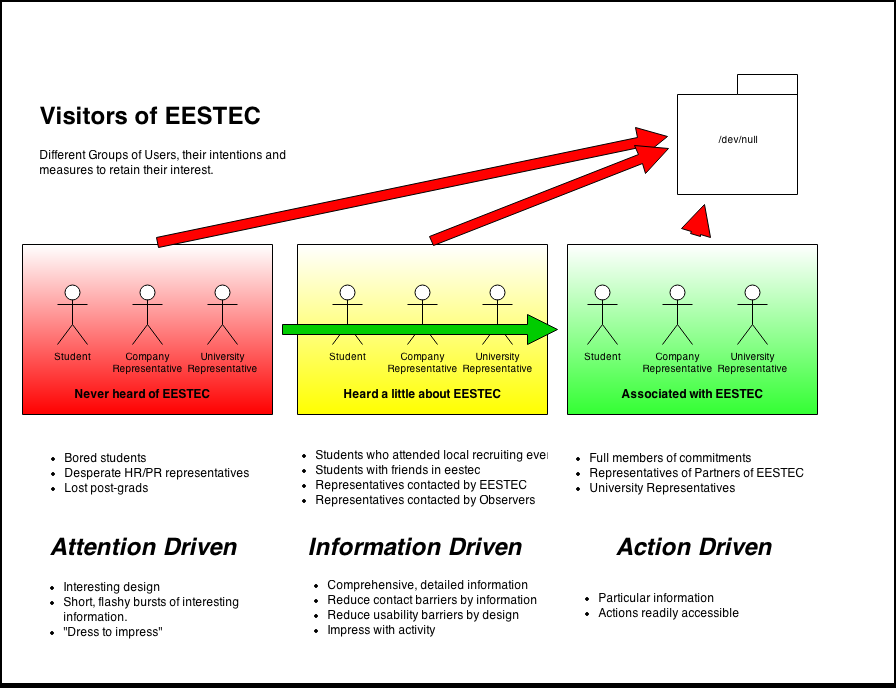 Visitors of EESTEC
Different Groups of Users, their intentions and
measures to retain their interest.
/dev/null
Student
Company
Representative
University
Representative
Never heard of EESTEC
Student
Company
Representative
University
Representative
Heard a little about EESTEC
Student
Company
Representative
University
Representative
Associated with EESTEC
• Bored students
• Desperate HR/PR representatives
• Lost post-grads
• Students who attended local recruiting
• Students with friends in eestec
• Representatives contacted by EESTEC
• Representatives contacted by Observers
• Full members of commitments
• Representatives of Partners of EESTEC
• University Representatives
Attention Driven
Information Driven
Action Driven
• Interesting design
• Short, flashy bursts of interesting
information.
• "Dress to impress"
• Comprehensive, detailed information
• Reduce contact barriers by information
• Reduce usability barriers by design
• Impress with activity
• Particular information
• Actions readily accessible